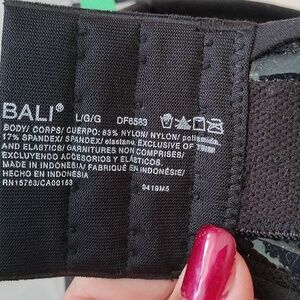 BALI® L/G/G DF6563
BODY/ CORPS/ CUERPO: 83% NYLON/ NYLON/ poliamida,
17% SPANDEX/ SPANDEX/ elastano, EXCLUSIVE OF TRIM
AND ELASTICS/ GARNITURES NON COMPRISES/
EXCLUYENDO ACCESORIOS Y ELÁSTICOS.
MADE IN INDONESIA/ FABRIQUÉ EN INDONÉSIE/
HECHO EN INDONESIA
RN15763/CA00153 0419MS